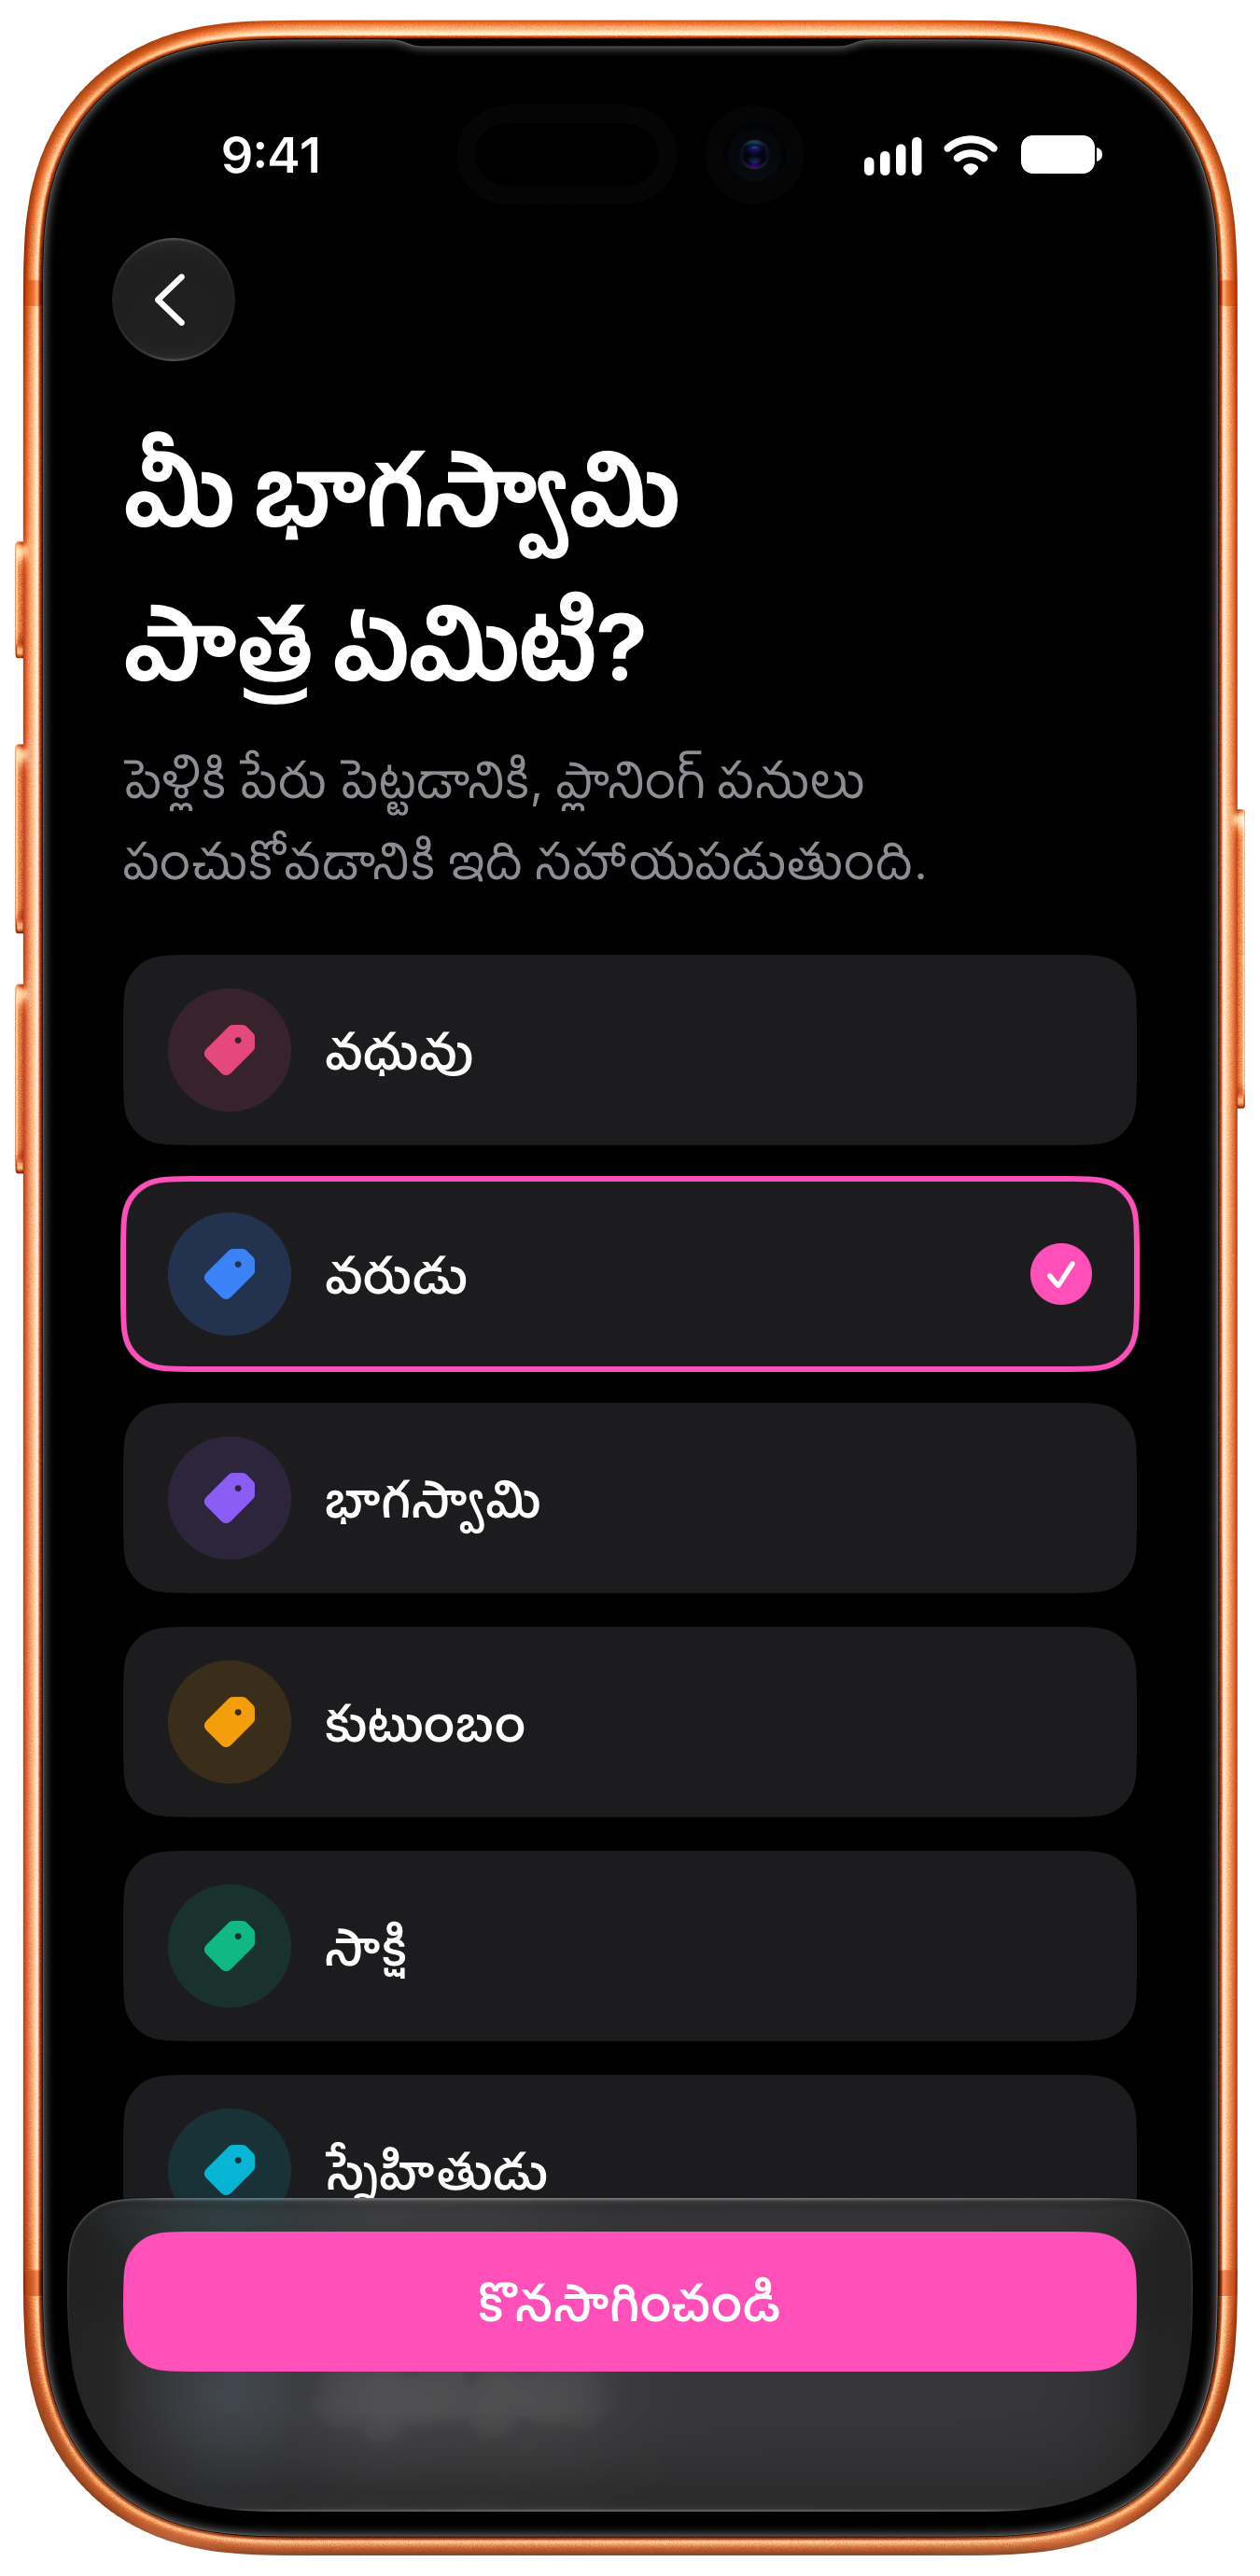 9:41
మీ భాగస్వామి
పాత్ర ఏమిటి?
పెళ్లికి పేరు పెట్టడానికి, ప్లానింగ్ పనులు
పంచుకోవడానికి ఇది సహాయపడుతుంది.
వధువు
వరుడు
భాగస్వామి
కుటుంబం
సాక్షి
స్నేహితుడు
కొనసాగించండి